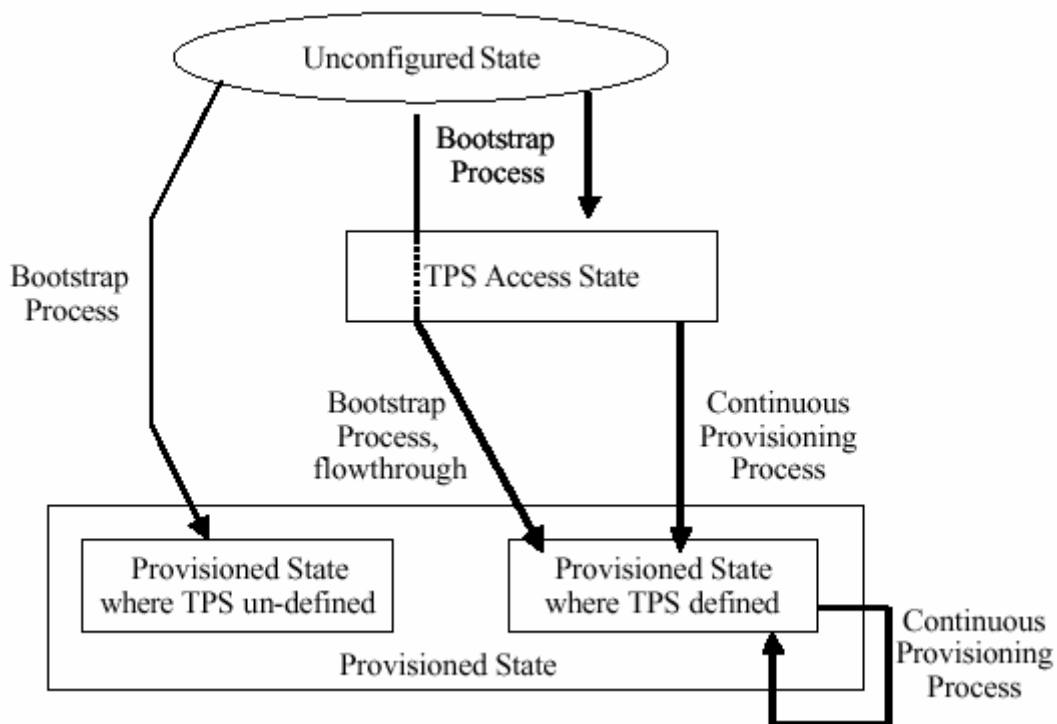 Unconfigured State
Bootstrap
Process
TPS Access State
Bootstrap
Process
Bootstrap
Process,
flowthrough
Continuous
Provisioning
Process
Provisioned State
where TPS un-defined
Provisioned State
where TPS defined
Provisioned State
Continuous
Provisioning
Process